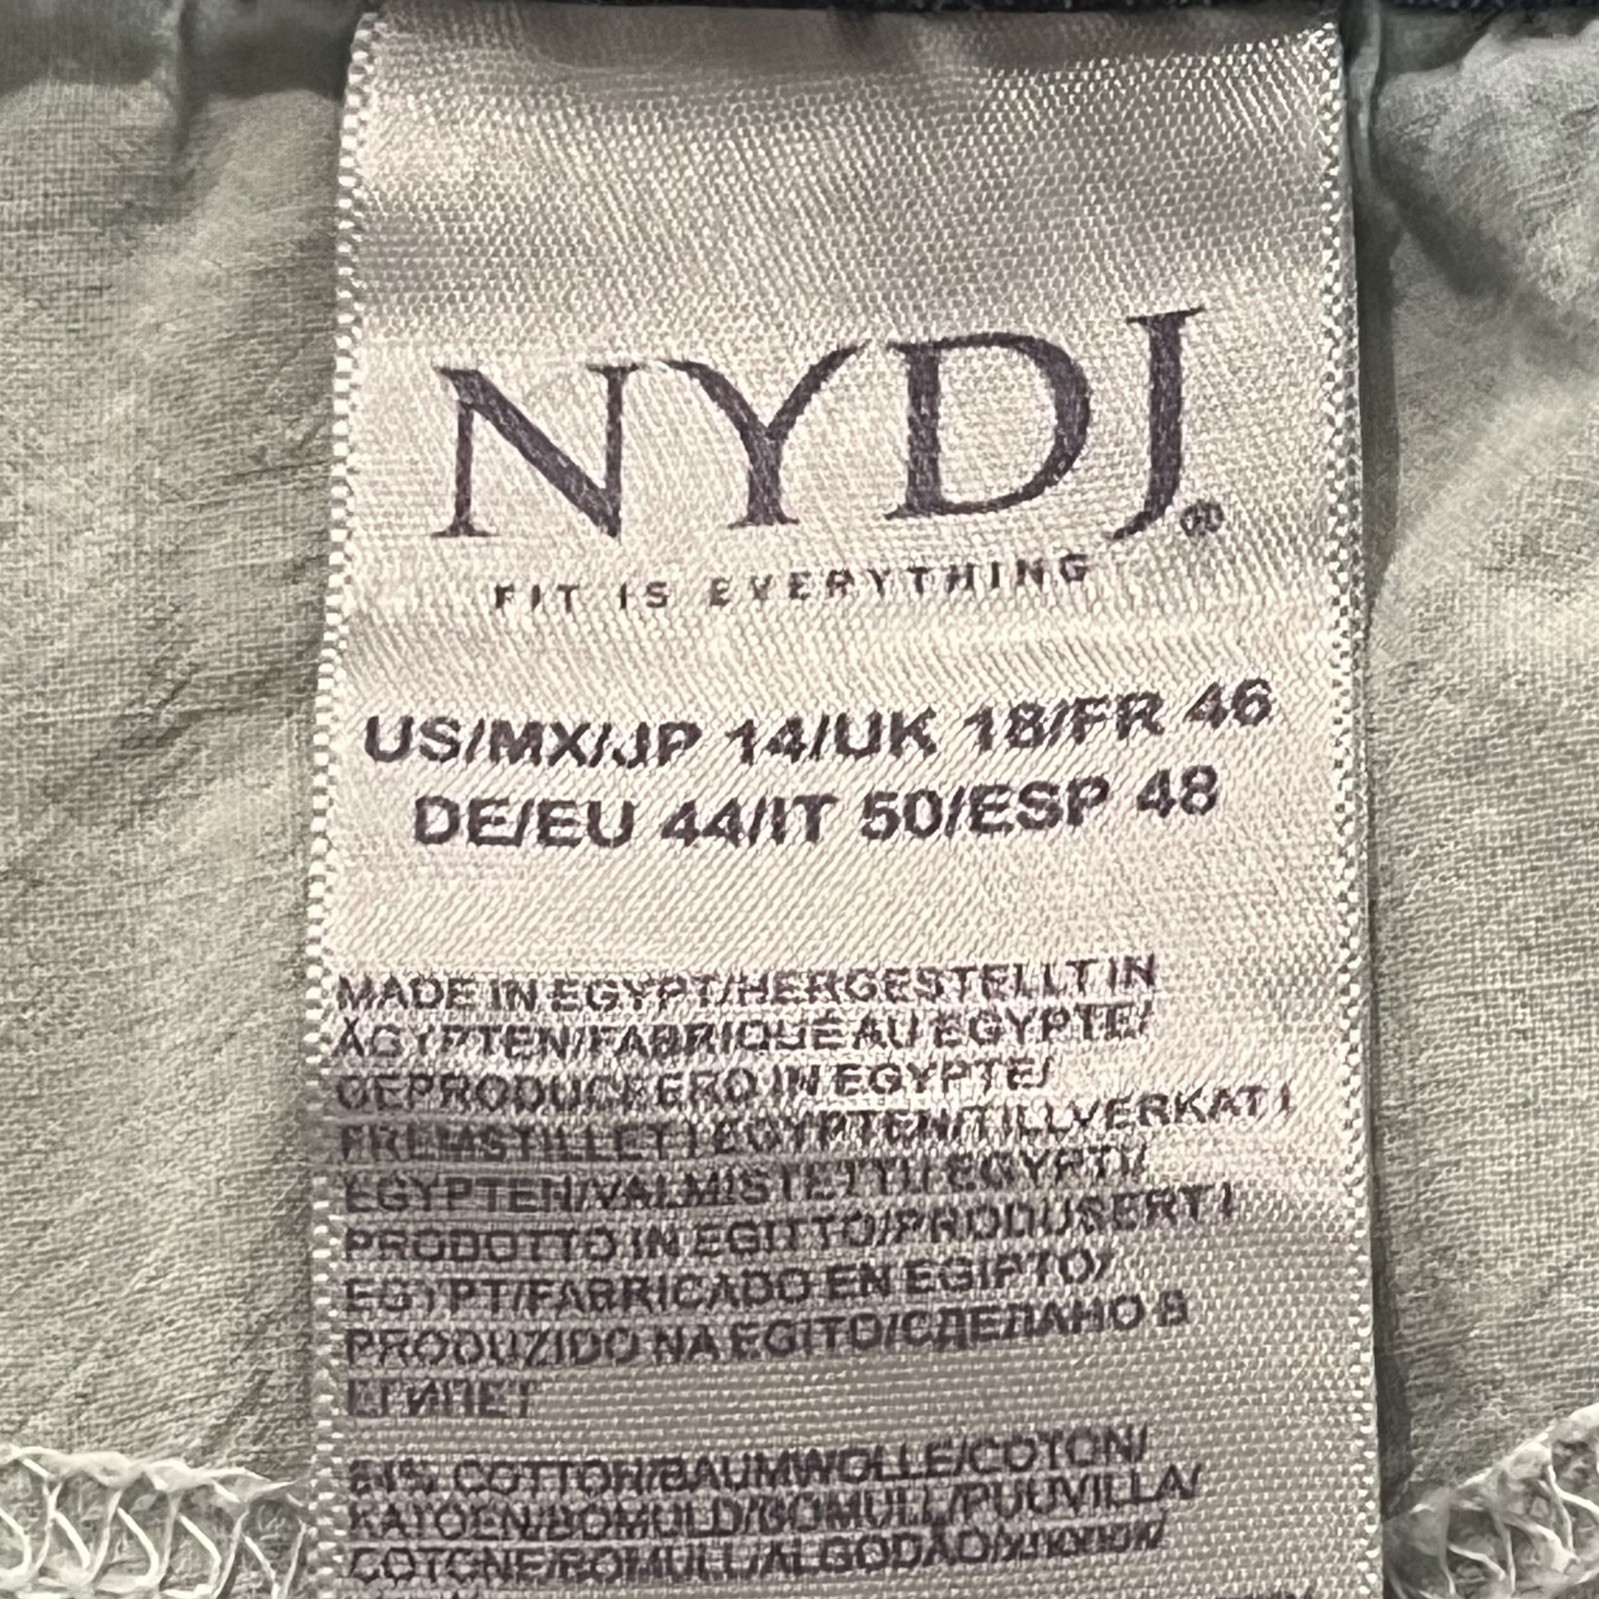 NYDJ®
FIT IS EVERYTHING
US/MX/JP 14/UK 18/FR 46
DE/EU 44/IT 50/ESP 48
MADE IN EGYPT/HERGESTELLT IN
ÄGYPTEN/FABRIQUÉ AU EGYPTE/
GEPRODUCEERD IN EGYPTE/
FREMSTILLET I EGYPTEN/TILLVERKAT I
EGYPTEN/VALMISTETTU EGYPTI/
PRODOTTO IN EGITTO/PRODUSERT I
EGYPT/FABRICADO EN EGIPTO/
PRODUZIDO NA EGITO/СДЕЛАНО В
ЕГИПЕТ
COTTON/BAUMWOLLE/COTON/
KATOEN/BOMULD/BOMULL/PUUVILLA/
COTONE/BOMULL/ALGODÃO/хлопок/